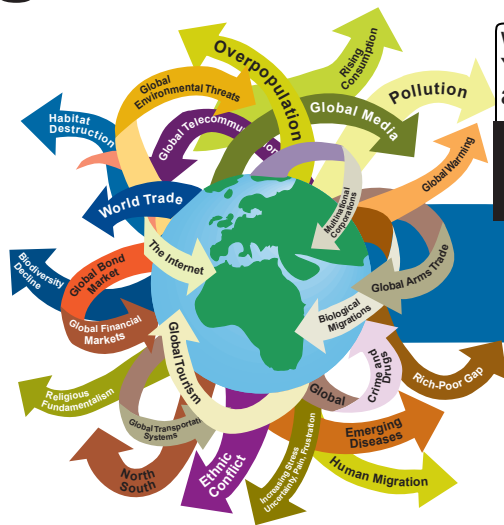 Overpopulation
Rising
Consumption
Pollution
Global
Environmental Threats
Global Media
Habitat
Destruction
Global Warming
World Trade
Multinational
Corporations
The Internet
Biodiversity
Decline
Global Bond
Market
Global Arms Trade
Biological
Migrations
Global Financial
Markets
Global Tourism
Global
Crime and
Drugs
Rich-Poor Gap
Religious
Fundamentalism
Global
Systems
Emerging
Diseases
North
South
Ethnic
Conflict
Increasing Stress
Uncertainty, Pain, Frustration
Human Migration